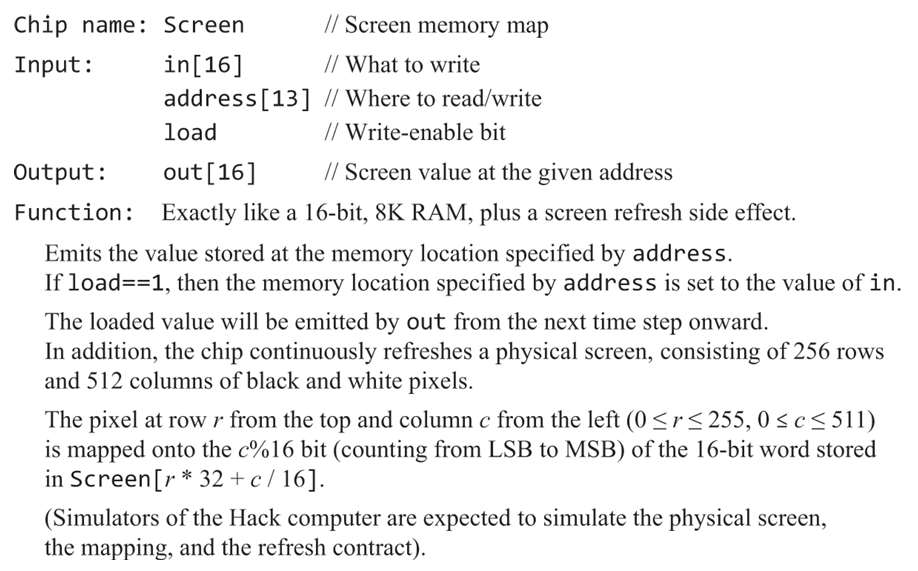 Chip name: Screen // Screen memory map
Input: in[16] // What to write
address[13] // Where to read/write
load // Write-enable bit
Output: out[16] // Screen value at the given address
Function: Exactly like a 16-bit, 8K RAM, plus a screen refresh side effect.
Emits the value stored at the memory location specified by address.
If load==1, then the memory location specified by address is set to the value of in.
The loaded value will be emitted by out from the next time step onward.
In addition, the chip continuously refreshes a physical screen, consisting of 256 rows
and 512 columns of black and white pixels.
The pixel at row r from the top and column c from the left (0 ≤ r ≤ 255, 0 ≤ c ≤ 511)
is mapped onto the c%16 bit (counting from LSB to MSB) of the 16-bit word stored
in Screen[r * 32 + c / 16].
(Simulators of the Hack computer are expected to simulate the physical screen,
the mapping, and the refresh contract).